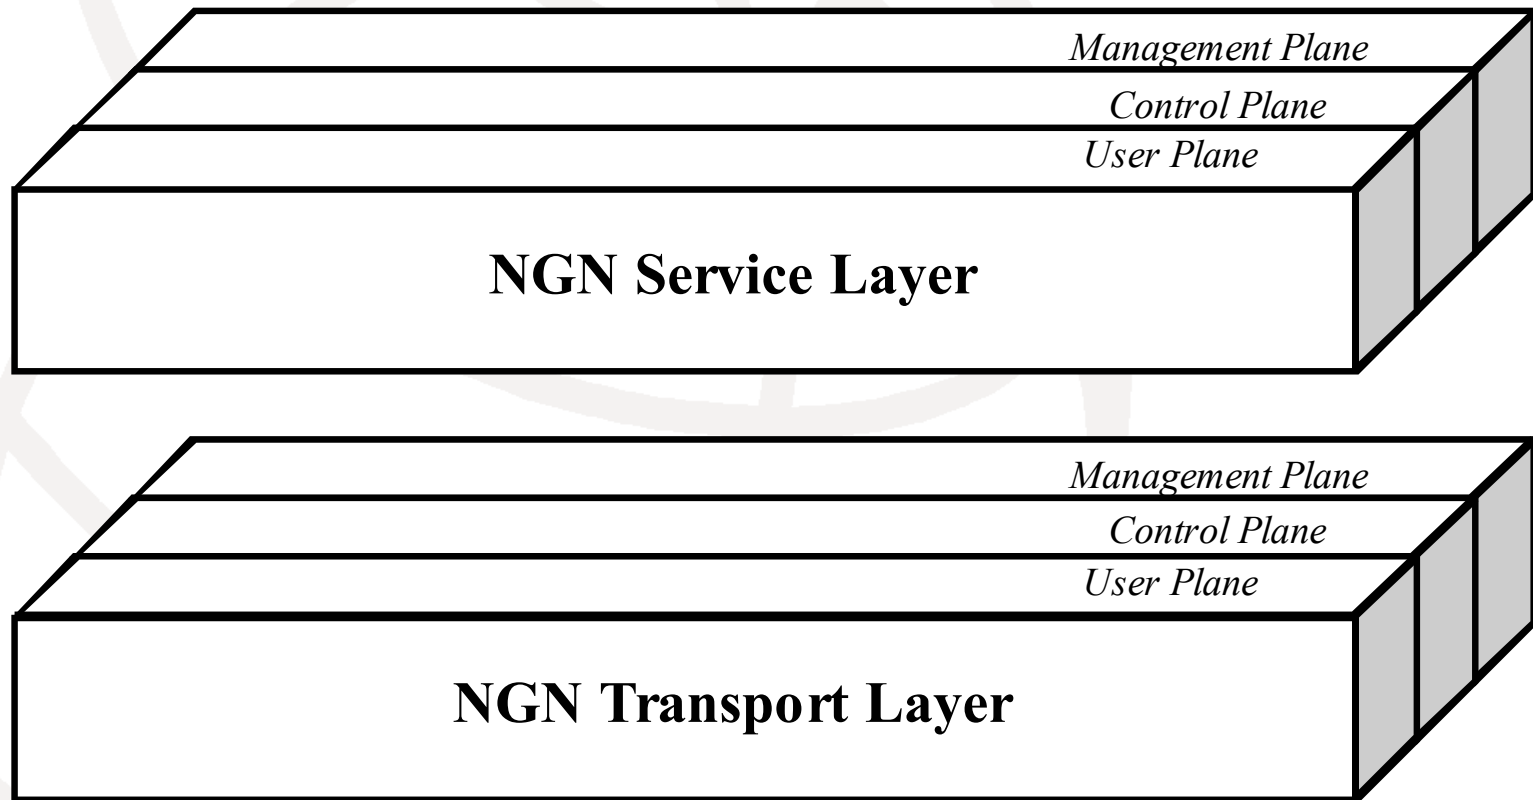 Management Plane
Control Plane
User Plane
NGN Service Layer
Management Plane
Control Plane
User Plane
NGN Transport Layer